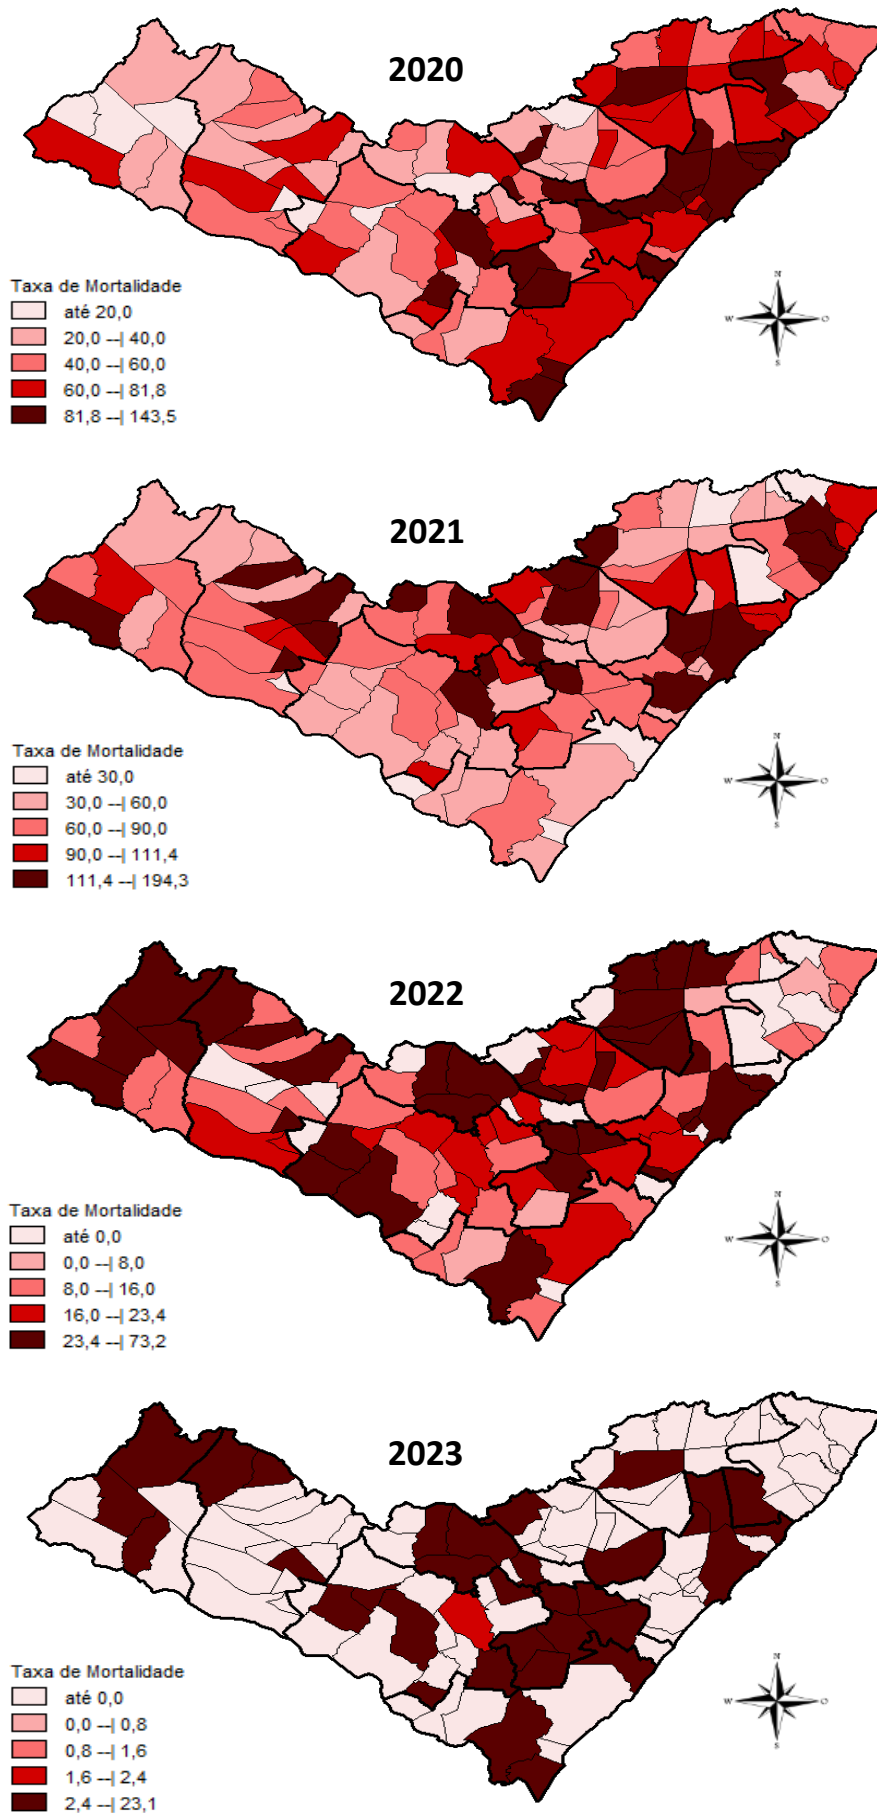 2020
N
W
O
S
Taxa de Mortalidade
até 20,0
20,0 --| 40,0
40,0 --| 60,0
60,0 --| 81,8
81,8 --| 143,5
2021
N
W
O
S
Taxa de Mortalidade
até 30,0
30,0 --| 60,0
60,0 --| 90,0
90,0 --| 111,4
111,4 --| 194,3
2022
N
W
O
S
Taxa de Mortalidade
até 0,0
0,0 --| 8,0
8,0 --| 16,0
16,0 --| 23,4
23,4 --| 73,2
2023
N
W
O
S
Taxa de Mortalidade
até 0,0
0,0 --| 0,8
0,8 --| 1,6
1,6 --| 2,4
2,4 --| 23,1